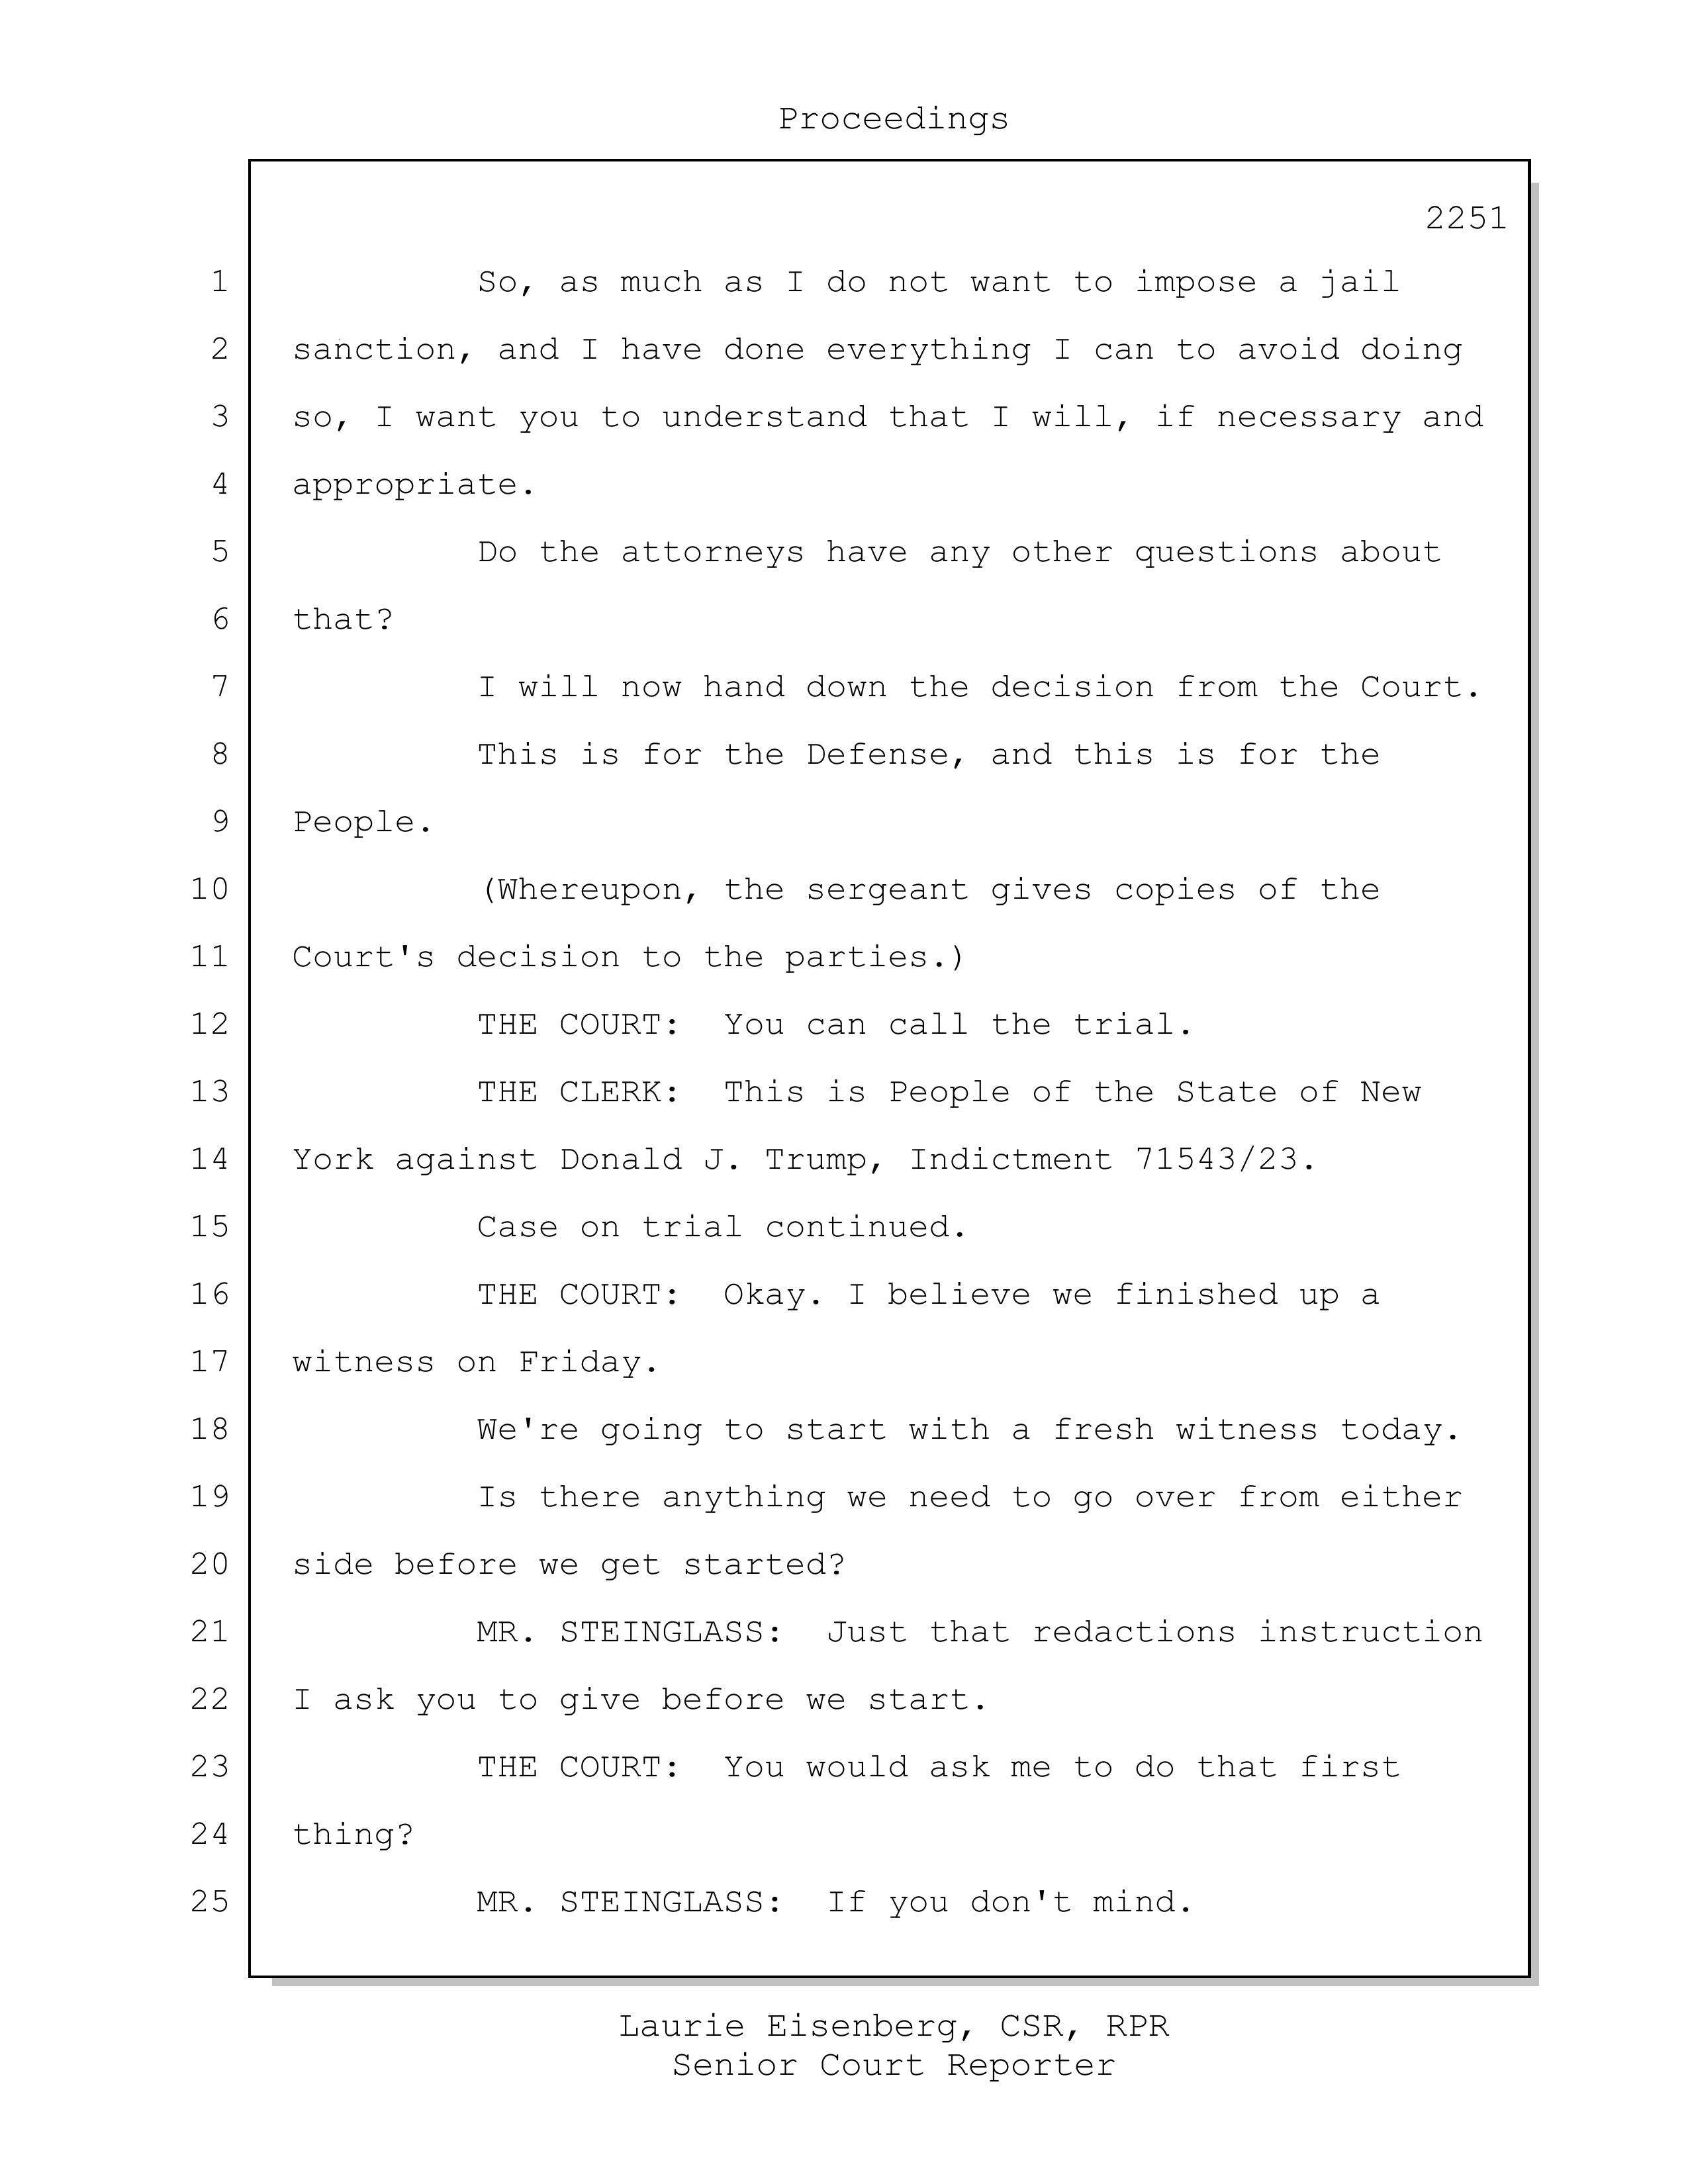 Proceedings
2251
1 So, as much as I do not want to impose a jail
2 sanction, and I have done everything I can to avoid doing
3 so, I want you to understand that I will, if necessary and
4 appropriate.
5 Do the attorneys have any other questions about
6 that?
7 I will now hand down the decision from the Court.
8 This is for the Defense, and this is for the
9 People.
10 (Whereupon, the sergeant gives copies of the
11 Court's decision to the parties.)
12 THE COURT: You can call the trial.
13 THE CLERK: This is People of the State of New
14 York against Donald J. Trump, Indictment 71543/23.
15 Case on trial continued.
16 THE COURT: Okay. I believe we finished up a
17 witness on Friday.
18 We're going to start with a fresh witness today.
19 Is there anything we need to go over from either
20 side before we get started?
21 MR. STEINGLASS: Just that redactions instruction
22 I ask you to give before we start.
23 THE COURT: You would ask me to do that first
24 thing?
25 MR. STEINGLASS: If you don't mind.
Laurie Eisenberg, CSR, RPR
Senior Court Reporter